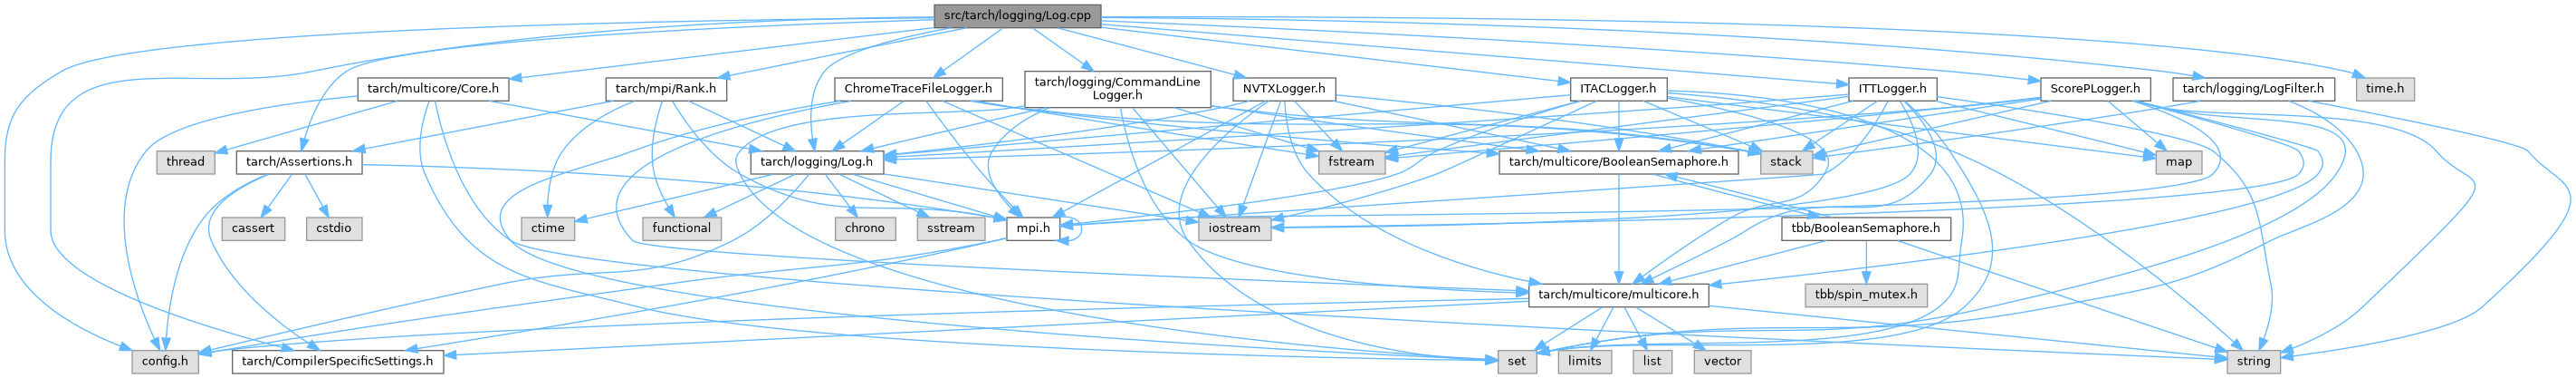 src/tarch/logging/Log.cpp
tarch/multicore/Core.h
tarch/mpi/Rank.h
ChromeTraceFileLogger.h
tarch/logging/CommandLine
Logger.h
NVTXLogger.h
ITACLogger.h
ITTLogger.h
ScorePLogger.h
tarch/logging/LogFilter.h
time.h
thread
tarch/Assertions.h
tarch/logging/Log.h
fstream
tarch/multicore/BooleanSemaphore.h
stack
map
cassert
cstdio
ctime
functional
chrono
sstream
mpi.h
iostream
tbb/BooleanSemaphore.h
tarch/multicore/multicore.h
tbb/spin_mutex.h
config.h
tarch/CompilerSpecificSettings.h
set
limits
list
vector
string